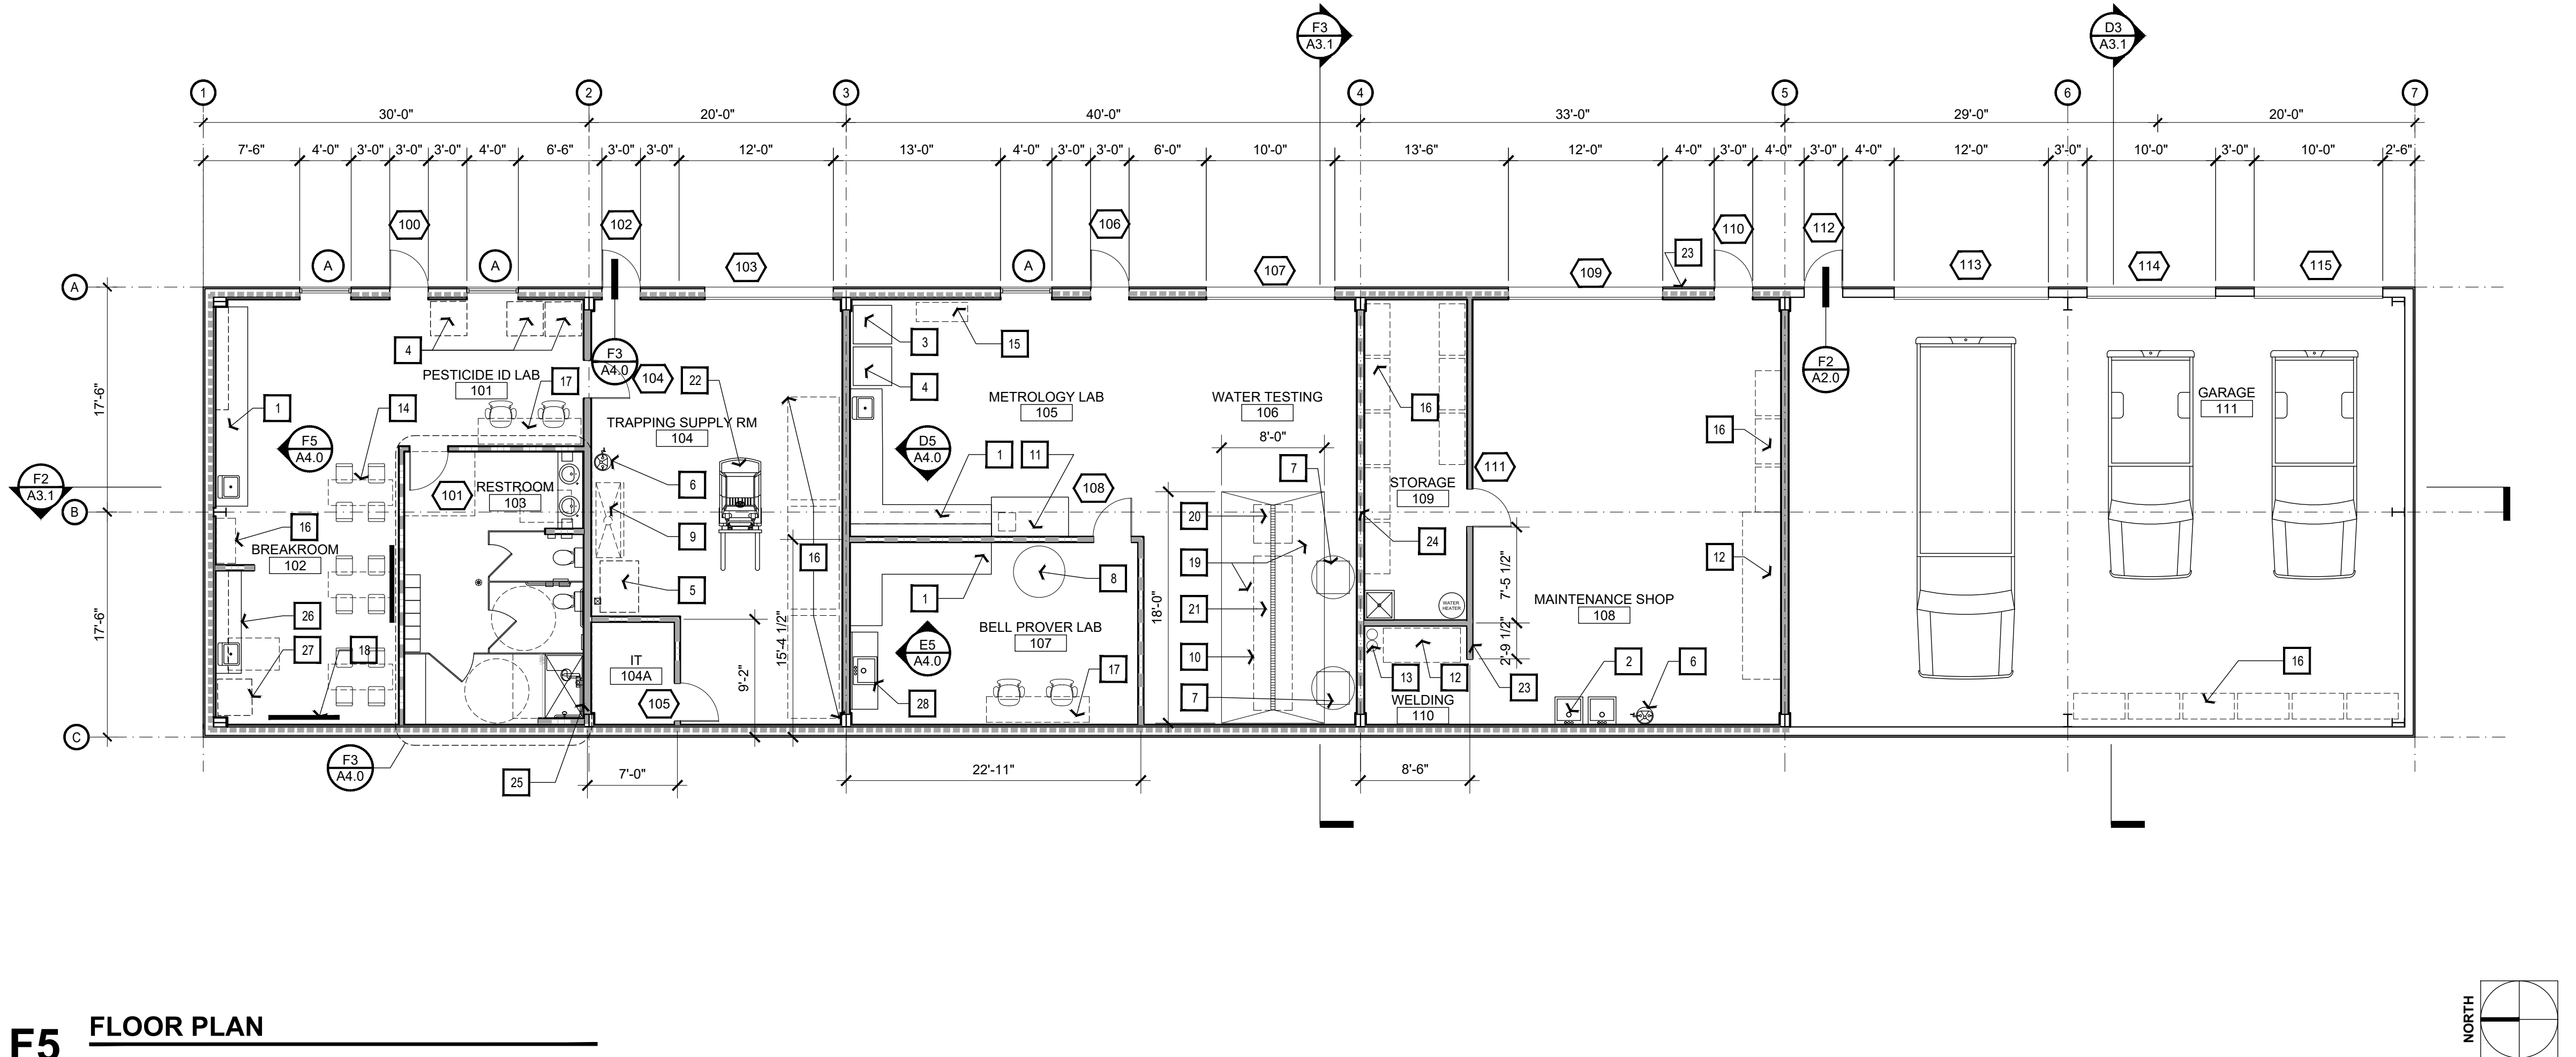 F3
A3.1
D3
A3.1
1 2 3 4 5 6 7
30'-0" 20'-0" 40'-0" 33'-0" 29'-0" 20'-0"
7'-6" 4'-0" 3'-0" 3'-0" 3'-0" 4'-0" 6'-6" 3'-0" 3'-0" 12'-0" 13'-0" 4'-0" 3'-0" 3'-0" 6'-0" 10'-0" 13'-6" 12'-0" 4'-0" 3'-0" 4'-0" 3'-0" 4'-0" 12'-0" 3'-0" 10'-0" 3'-0" 10'-0" 2'-6"
100 102 106 110 112
A A 103 A 107 109 23 113 114 115
A
17'-6"
B
17'-6"
C
F2
A3.1
4
PESTICIDE ID LAB
101
17
1
14
F5
A4.0
16
BREAKROOM
102
26
27
18
101
RESTROOM
103
F3
A4.0
25
F3
A4.0
104
22
TRAPPING SUPPLY RM
104
6
9
5
16
IT
104A
105
9'-2"
15'-4 1/2"
7'-0"
3
4
15
METROLOGY LAB
105
D5
A4.0
1
11
108
1
8
BELL PROVER LAB
107
E5
A4.0
28
17
22'-11"
WATER TESTING
106
8'-0"
7
20
19
21
10
7
18'-0"
16
STORAGE
109
24
111
WATER
HEATER
7'-5 1/2"
2'-9 1/2"
13
12
WELDING
110
23
8'-6"
16
12
MAINTENANCE SHOP
108
2
6
F2
A2.0
GARAGE
111
16
F5
FLOOR PLAN
NORTH